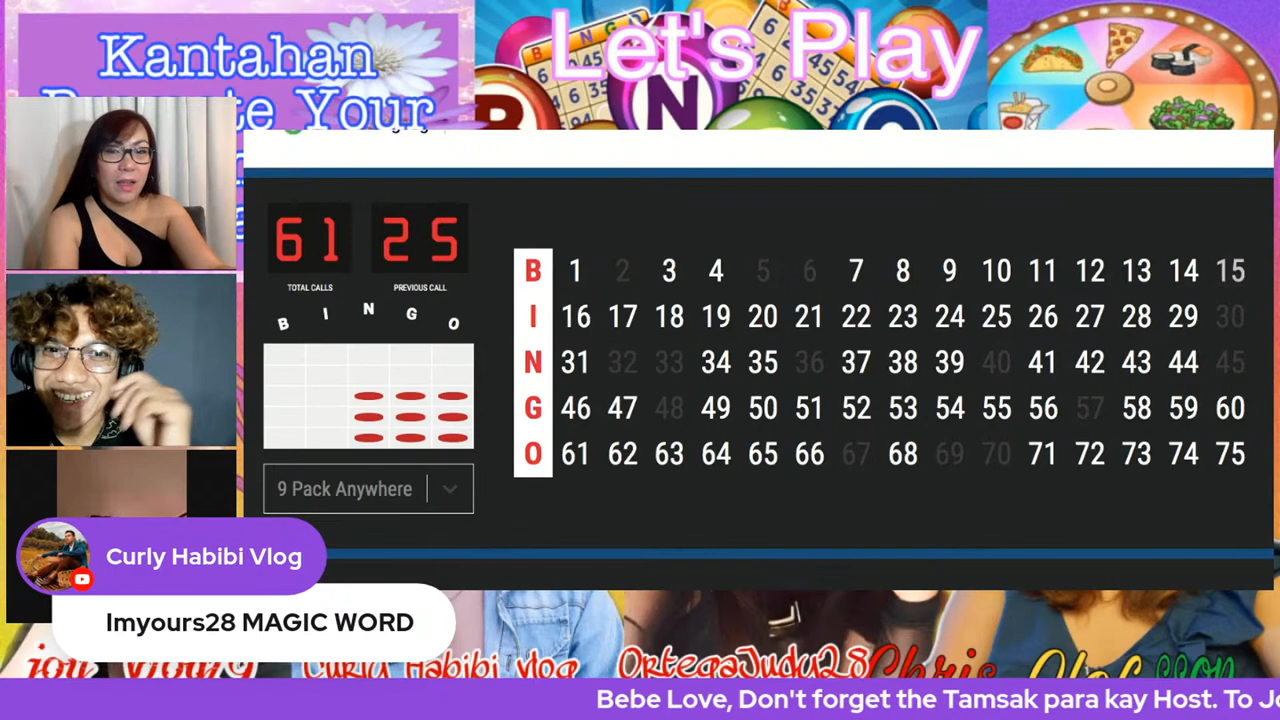 Kantahan
Let's Play
te Your
B
N
O
61 25
TOTAL CALLS PREVIOUS CALL
B I N G O
9 Pack Anywhere
B 1 2 3 4 5 6 7 8 9 10 11 12 13 14 15
I 16 17 18 19 20 21 22 23 24 25 26 27 28 29 30
N 31 32 33 34 35 36 37 38 39 40 41 42 43 44 45
G 46 47 48 49 50 51 52 53 54 55 56 57 58 59 60
O 61 62 63 64 65 66 67 68 69 70 71 72 73 74 75
Curly Habibi Vlog
Imyours28 MAGIC WORD
Curly Habibi vlog
OrtegaJudy28
Chris
Bebe Love, Don't forget the Tamsak para kay Host. To Jo